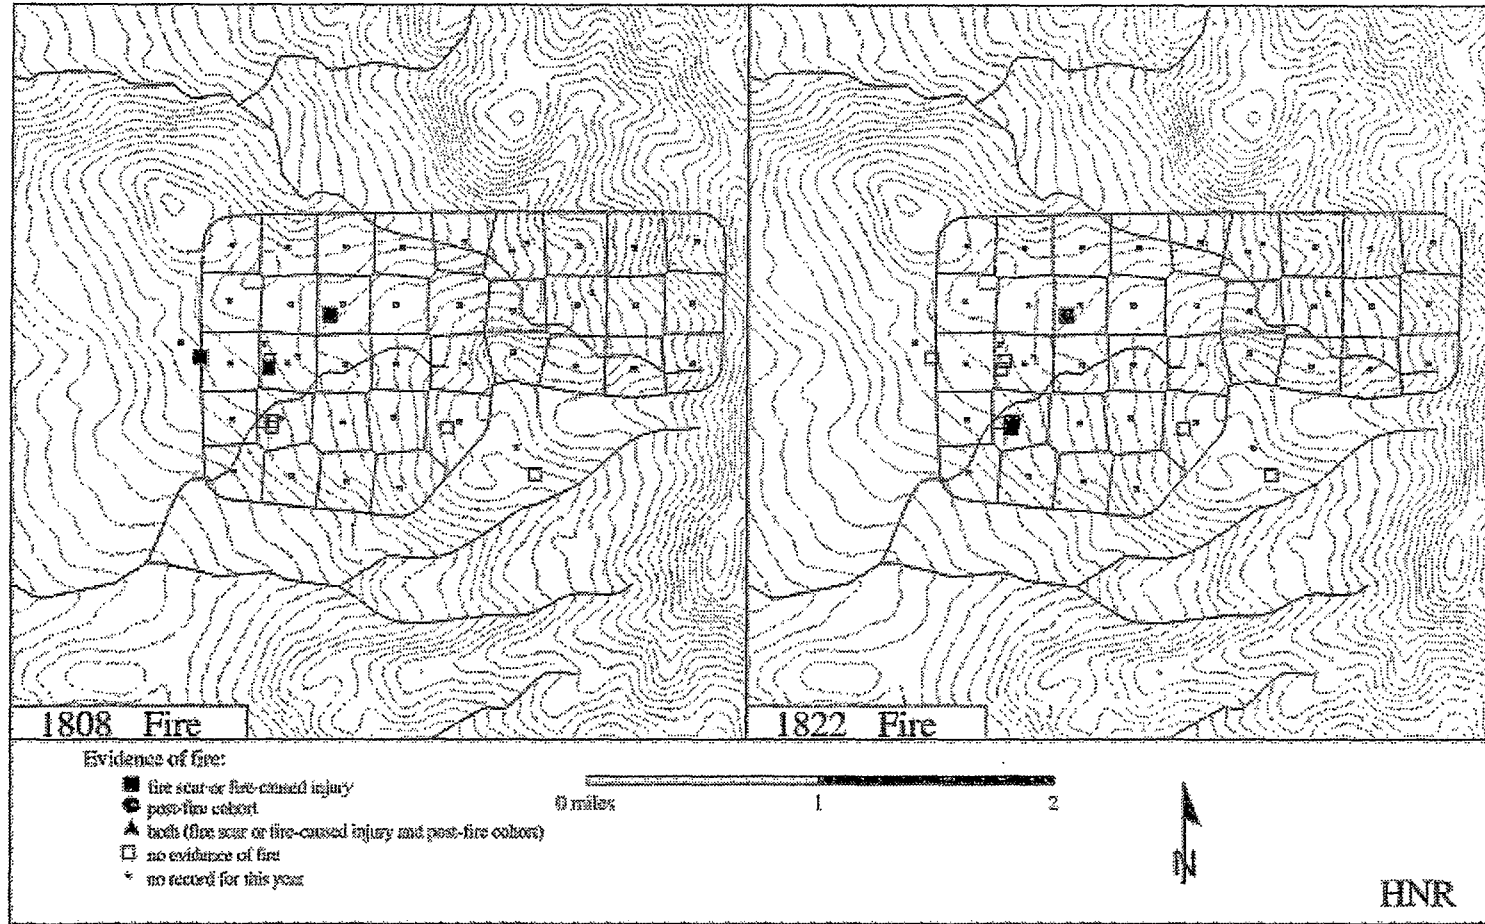 1808 Fire
1822 Fire
Evidence of fire:
fire scar or fire-caused injury
post-fire cohort
both (fire scar or fire-caused injury and post-fire cohort)
no evidence of fire
no record for this year
0 miles 1 2
N
HNR